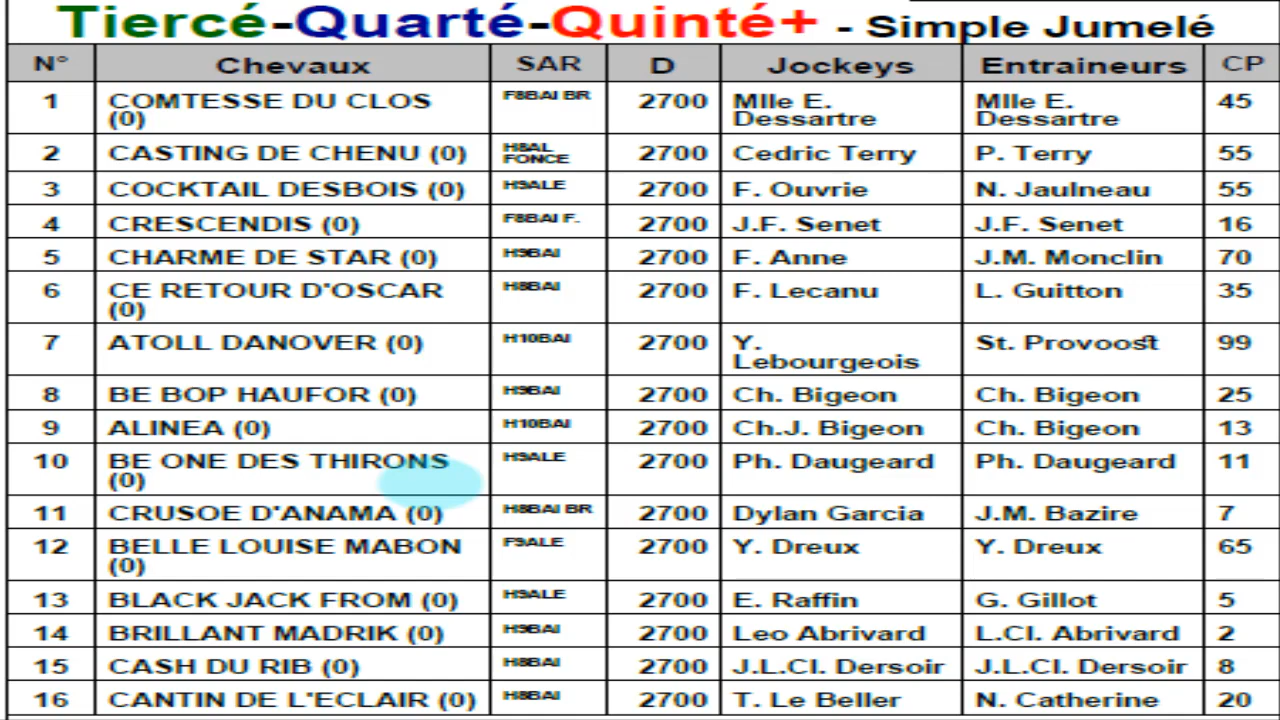 Tiercé-Quarté-Quinté+ - Simple Jumelé
N° Chevaux SAR D Jockeys Entraineurs CP
1 COMTESSE DU CLOS (0) F8BAI BR 2700 Mlle E. Dessartre Mlle E. Dessartre 45
2 CASTING DE CHENU (0) H8AL FONCE 2700 Cedric Terry P. Terry 55
3 COCKTAIL DESBOIS (0) H9ALE 2700 F. Ouvrie N. Jaulneau 55
4 CRESCENDIS (0) F8BAI F. 2700 J.F. Senet J.F. Senet 16
5 CHARME DE STAR (0) H9BAI 2700 F. Anne J.M. Monclin 70
6 CE RETOUR D'OSCAR (0) H8BAI 2700 F. Lecanu L. Guitton 35
7 ATOLL DANOVER (0) H10BAI 2700 Y. Lebourgeois St. Provoost 99
8 BE BOP HAUFOR (0) H9BAI 2700 Ch. Bigeon Ch. Bigeon 25
9 ALINEA (0) H10BAI 2700 Ch.J. Bigeon Ch. Bigeon 13
10 BE ONE DES THIRONS (0) H9ALE 2700 Ph. Daugeard Ph. Daugeard 11
11 CRUSOE D'ANAMA (0) H8BAI BR 2700 Dylan Garcia J.M. Bazire 7
12 BELLE LOUISE MABON (0) F9ALE 2700 Y. Dreux Y. Dreux 65
13 BLACK JACK FROM (0) H9ALE 2700 E. Raffin G. Gillot 5
14 BRILLANT MADRIK (0) H9BAI 2700 Leo Abrivard L.Cl. Abrivard 2
15 CASH DU RIB (0) H8BAI 2700 J.L.Cl. Dersoir J.L.Cl. Dersoir 8
16 CANTIN DE L'ECLAIR (0) H8BAI 2700 T. Le Beller N. Catherine 20